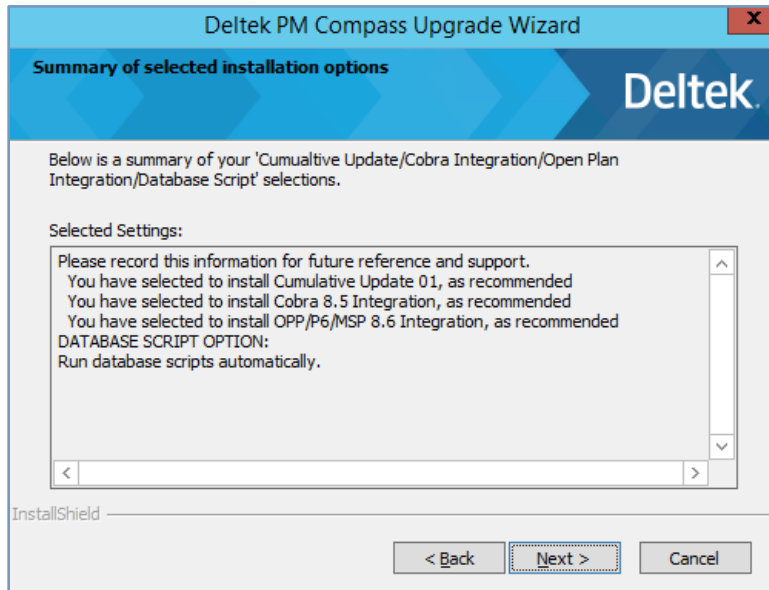 Deltek PM Compass Upgrade Wizard
X
Summary of selected installation options
Deltek.
Below is a summary of your 'Cumualtive Update/Cobra Integration/Open Plan
Integration/Database Script' selections.
Selected Settings:
Please record this information for future reference and support.
You have selected to install Cumulative Update 01, as recommended
You have selected to install Cobra 8.5 Integration, as recommended
You have selected to install OPP/P6/MSP 8.6 Integration, as recommended
DATABASE SCRIPT OPTION:
Run database scripts automatically.
InstallShield
< Back
Next >
Cancel